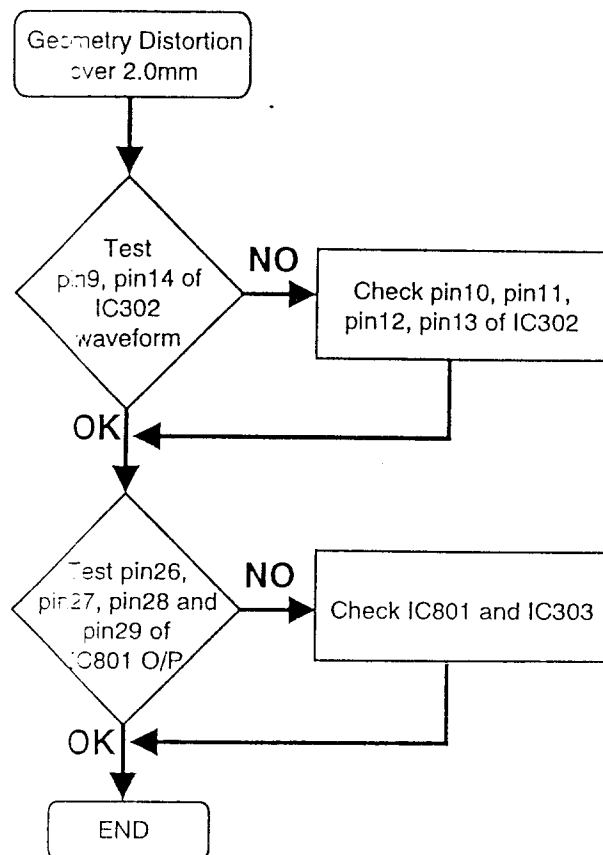 Geometry Distortion
over 2.0mm
Test
pin9, pin14 of
IC302
waveform
NO
Check pin10, pin11,
pin12, pin13 of IC302
OK
Test pin26,
pin27, pin28 and
pin29 of
IC801 O/P
NO
Check IC801 and IC303
OK
END